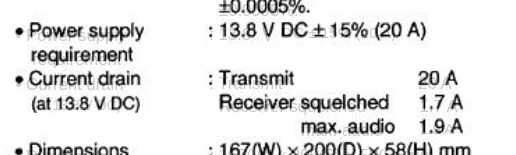 ±0.0005%.
• Power supply requirement : 13.8 V DC ± 15% (20 A)
• Current drain (at 13.8 V DC) : Transmit 20 A
Receiver squelched 1.7 A
max. audio 1.9 A
• Dimensions : 167(W) × 200(D) × 58(H) mm